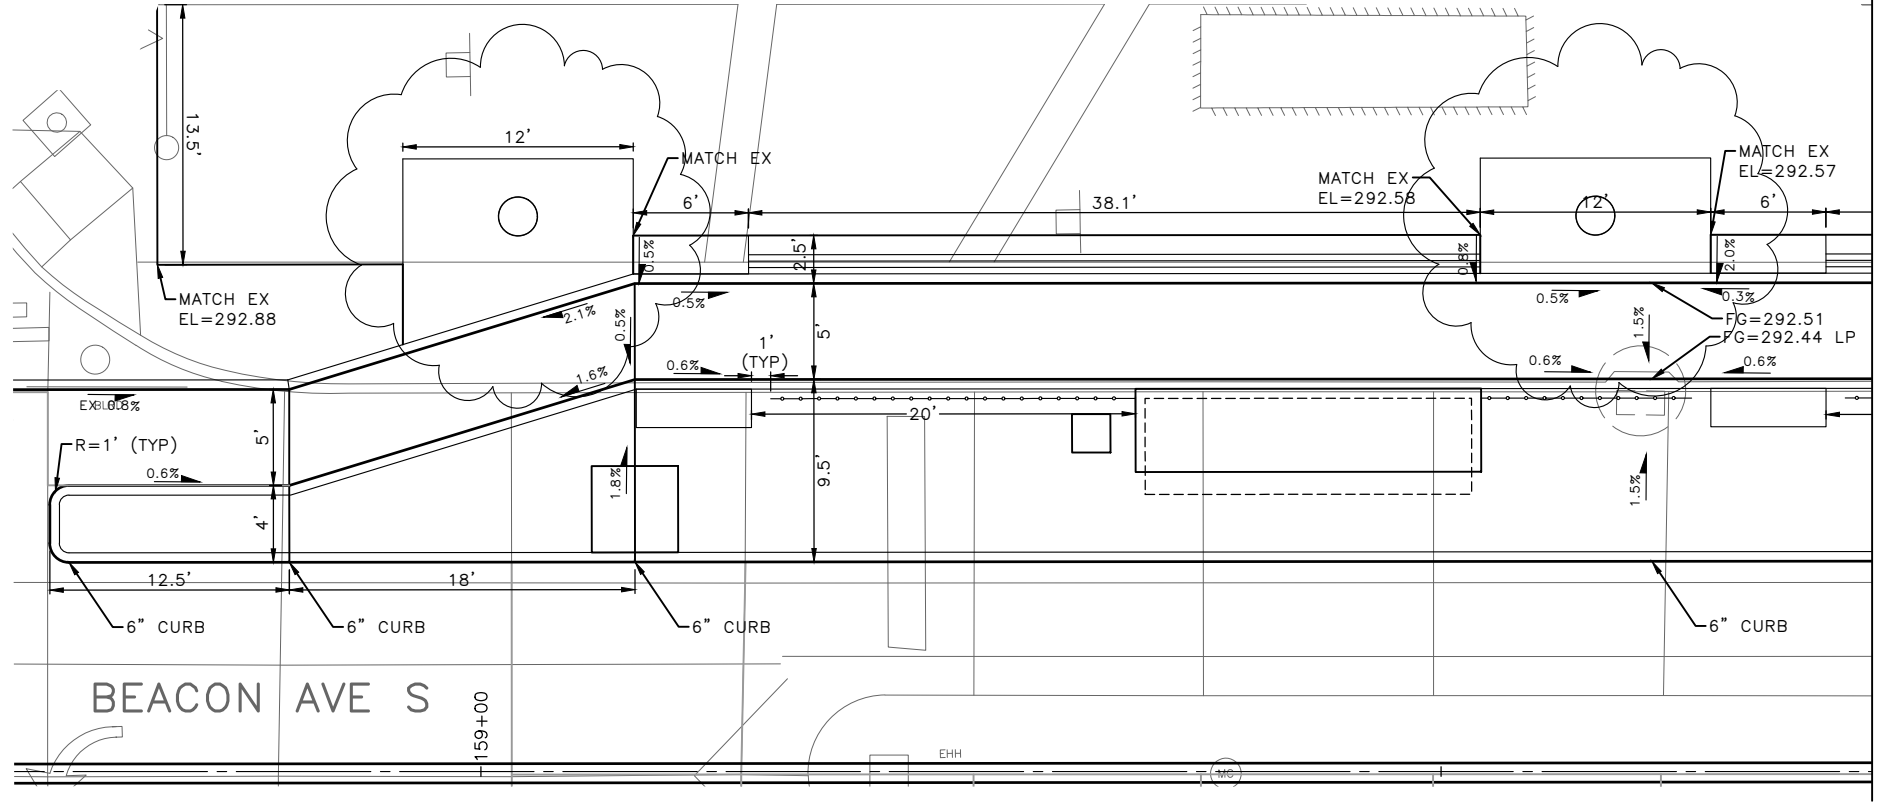 13.5'
12'
MATCH EX
6'
38.1'
MATCH EX
EL=292.58
12'
MATCH EX
EL=292.57
6'
0.5%
2.5'
0.8%
2.0%
MATCH EX
EL=292.88
2.1%
0.5%
0.5%
0.5%
0.3%
5'
1.5%
FG=292.51
FG=292.44 LP
1'
(TYP)
0.6%
1.6%
0.6%
0.6%
EX 0.8%
20'
R=1' (TYP)
5'
0.6%
1.8%
9.5'
1.5%
4'
12.5'
18'
6" CURB
6" CURB
6" CURB
6" CURB
BEACON AVE S
159+00
EHH
MC